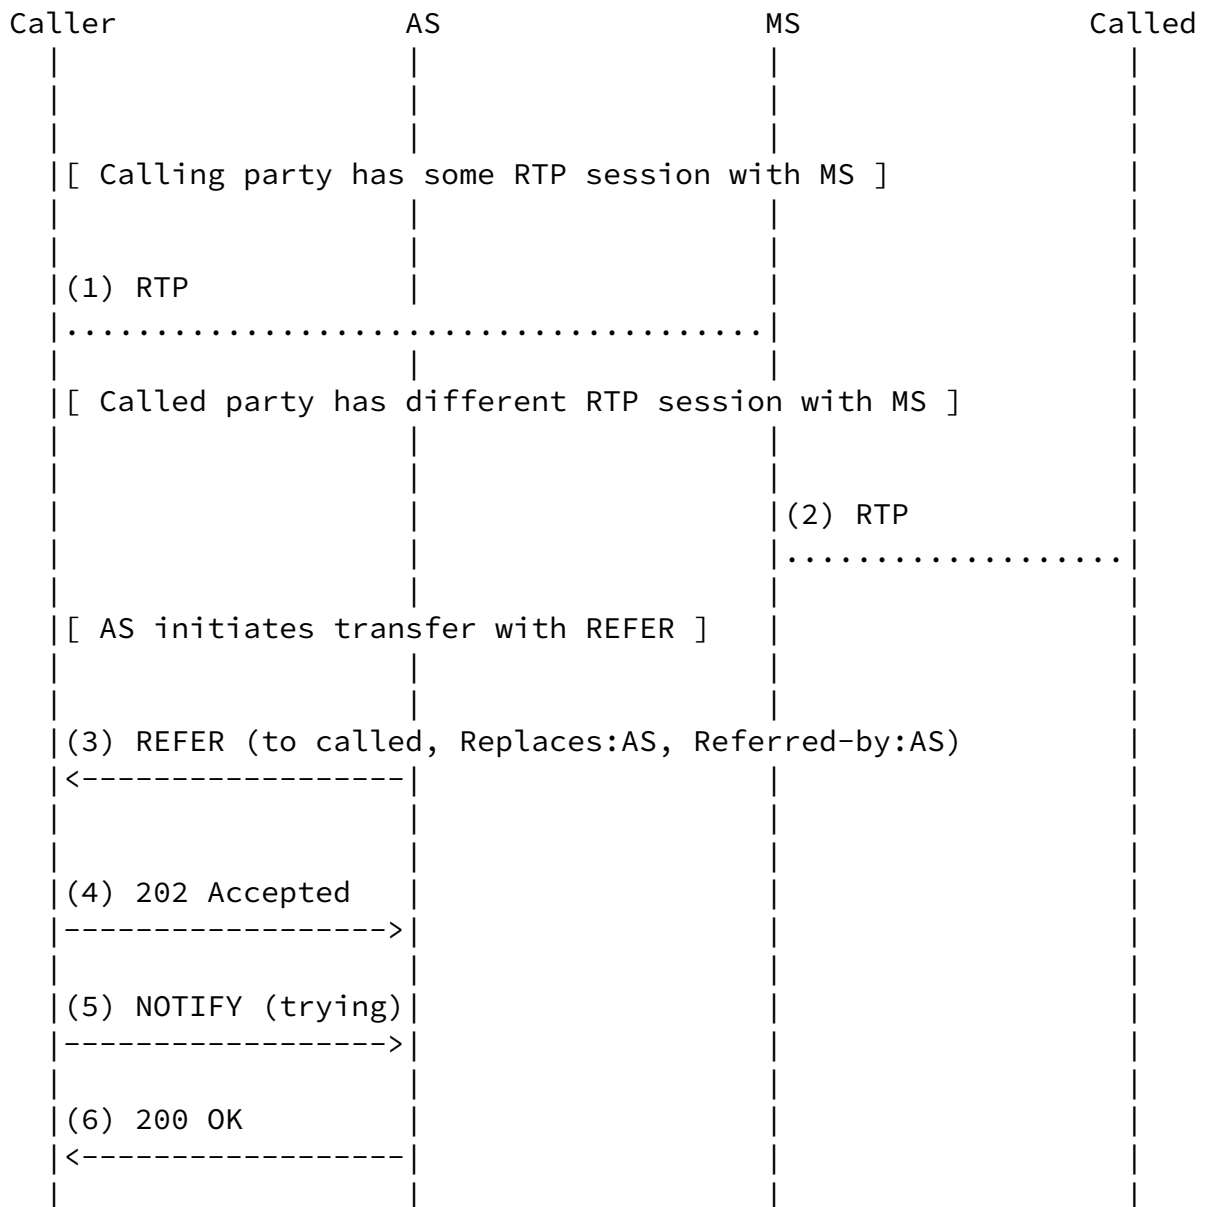 Caller AS MS Called
[ Calling party has some RTP session with MS ]
(1) RTP
[ Called party has different RTP session with MS ]
(2) RTP
[ AS initiates transfer with REFER ]
(3) REFER (to called, Replaces:AS, Referred-by:AS)
(4) 202 Accepted
(5) NOTIFY (trying)
(6) 200 OK